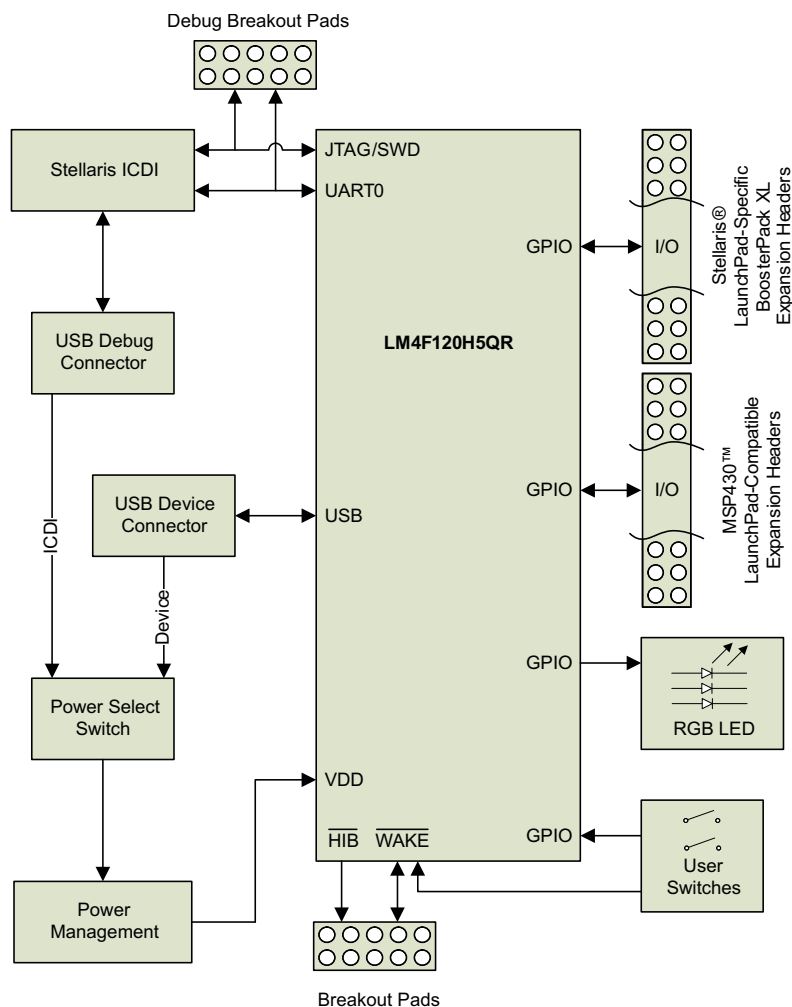 Debug Breakout Pads
Stellaris ICDI
JTAG/SWD
UART0
GPIO
I/O
Stellaris®
LaunchPad-Specific
BoosterPack XL
Expansion Headers
USB Debug
Connector
LM4F120H5QR
GPIO
I/O
MSP430™
LaunchPad-Compatible
Expansion Headers
USB Device
Connector
USB
ICDI
Device
GPIO
RGB LED
Power Select
Switch
VDD
HIB
WAKE
GPIO
User
Switches
Power
Management
Breakout Pads